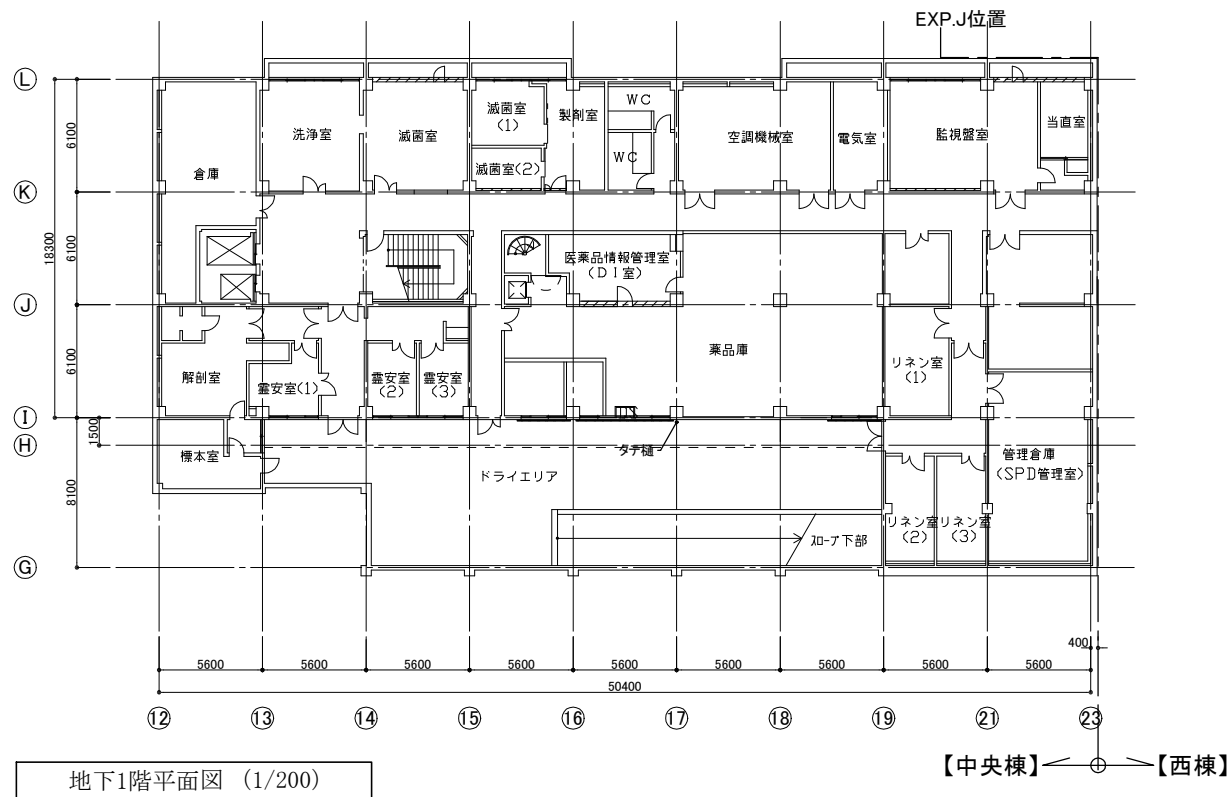 EXP.J位置
Ⓛ
6100
洗浄室
滅菌室
滅菌室
(1)
滅菌室(2)
製剤室
WC
WC
空調機械室
電気室
監視盤室
当直室
倉庫
Ⓚ
18300
6100
医薬品情報管理室
(DI室)
Ⓙ
6100
解剖室
霊安室(1)
霊安室
(2)
霊安室
(3)
薬品庫
リネン室
(1)
Ⓘ
1500
Ⓗ
標本室
タテ樋
ドライエリア
管理倉庫
(SPD管理室)
8100
スロープ下部
リネン室
(2)
リネン室
(3)
Ⓖ
5600 5600 5600 5600 5600 5600 5600 5600 5600 400
50400
⑫ ⑬ ⑭ ⑮ ⑯ ⑰ ⑱ ⑲ ㉑ ㉓
【中央棟】 【西棟】
地下1階平面図 (1/200)